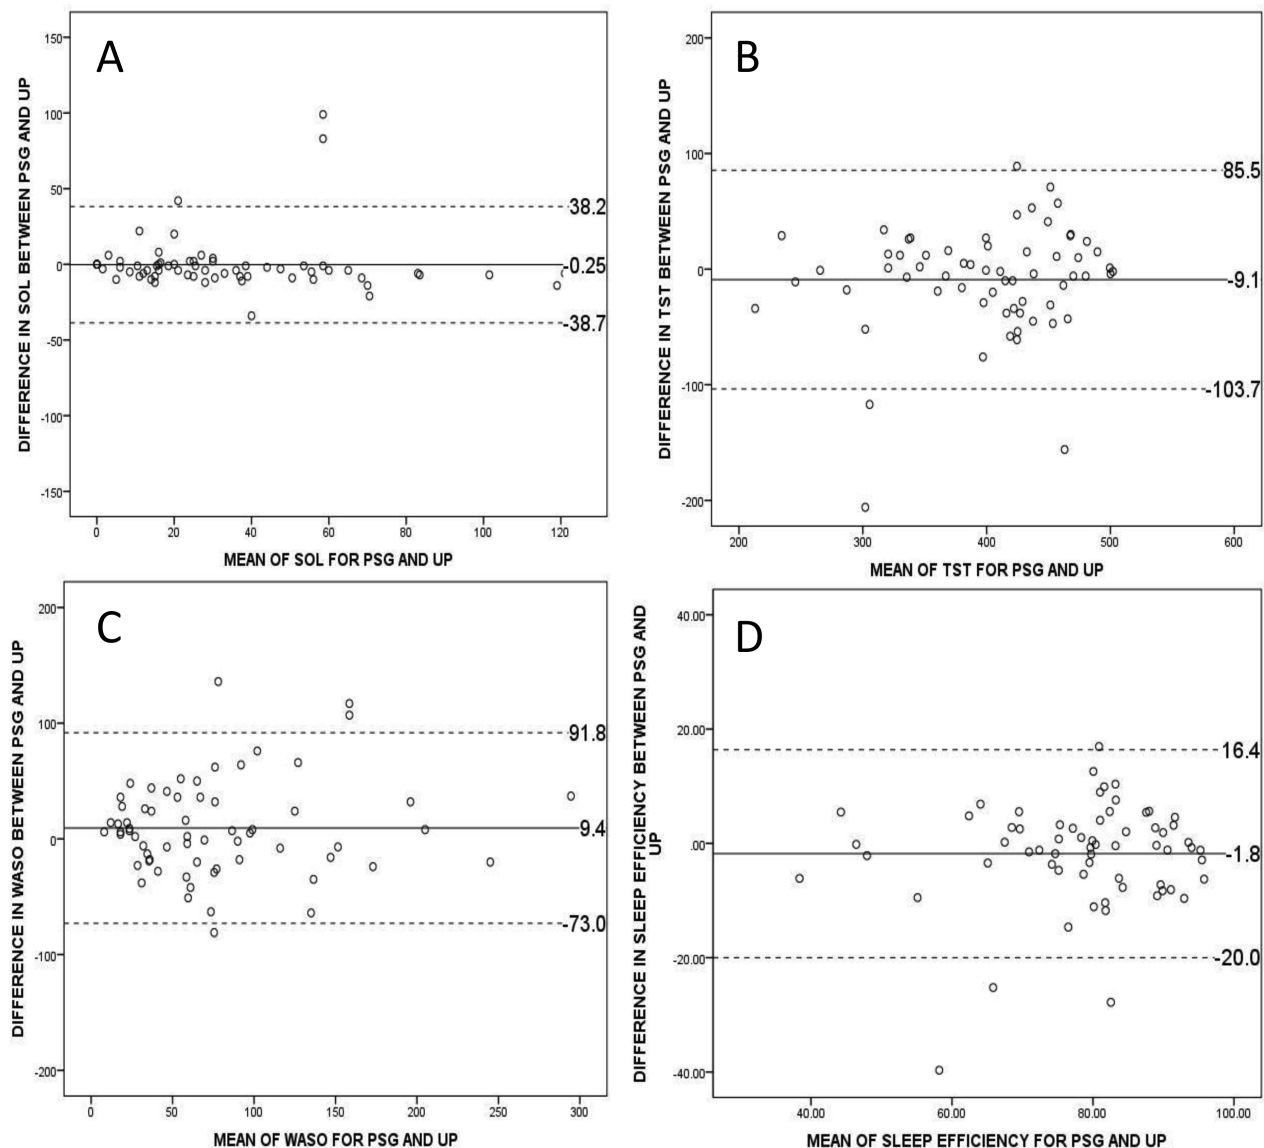 A
DIFFERENCE IN SOL BETWEEN PSG AND UP
150
100
50
0
-50
-100
-150
38.2
-0.25
-38.7
0 20 40 60 80 100 120
MEAN OF SOL FOR PSG AND UP
B
DIFFERENCE IN TST BETWEEN PSG AND UP
200
100
0
-100
-200
85.5
-9.1
-103.7
200 300 400 500 600
MEAN OF TST FOR PSG AND UP
C
DIFFERENCE IN WASO BETWEEN PSG AND UP
200
100
0
-100
-200
91.8
9.4
-73.0
0 50 100 150 200 250 300
MEAN OF WASO FOR PSG AND UP
D
DIFFERENCE IN SLEEP EFFICIENCY BETWEEN PSG AND
UP
40.00
20.00
.00
-20.00
-40.00
16.4
-1.8
-20.0
40.00 60.00 80.00 100.00
MEAN OF SLEEP EFFICIENCY FOR PSG AND UP